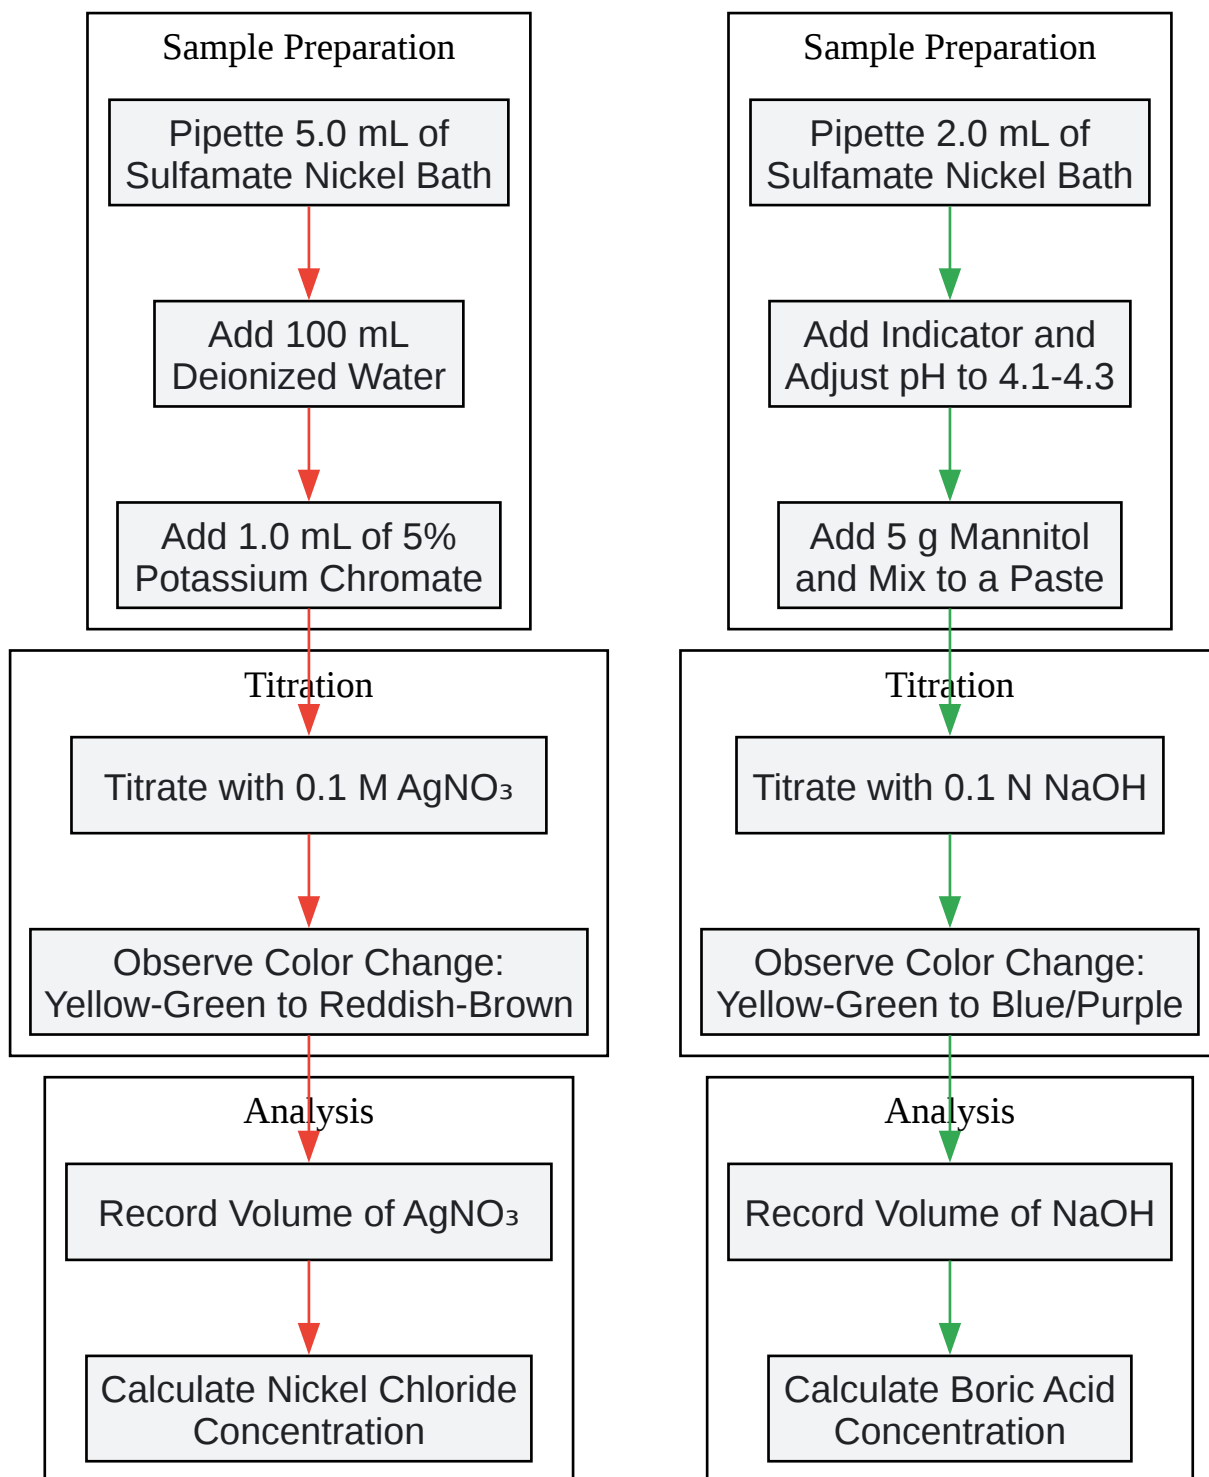 Sample Preparation
Pipette 5.0 mL of
Sulfamate Nickel Bath
Add 100 mL
Deionized Water
Add 1.0 mL of 5%
Potassium Chromate
Titration
Titrate with 0.1 M AgNO₃
Observe Color Change:
Yellow-Green to Reddish-Brown
Analysis
Record Volume of AgNO₃
Calculate Nickel Chloride
Concentration
Sample Preparation
Pipette 2.0 mL of
Sulfamate Nickel Bath
Add Indicator and
Adjust pH to 4.1-4.3
Add 5 g Mannitol
and Mix to a Paste
Titration
Titrate with 0.1 N NaOH
Observe Color Change:
Yellow-Green to Blue/Purple
Analysis
Record Volume of NaOH
Calculate Boric Acid
Concentration